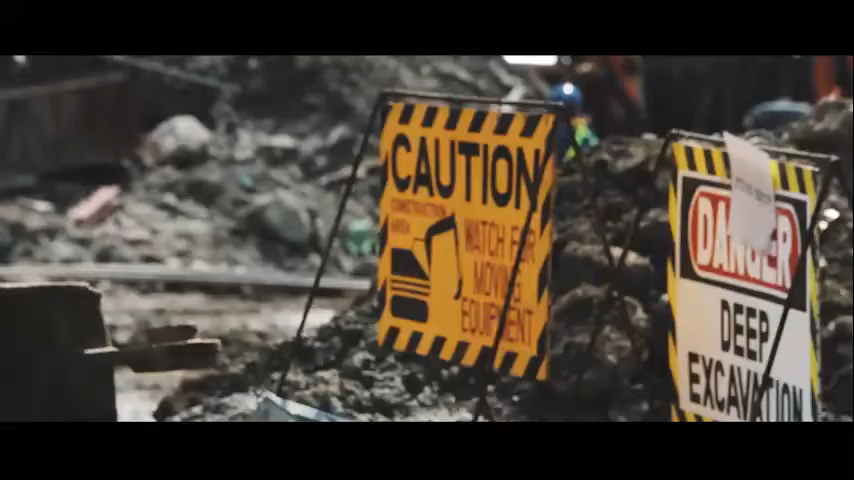 CAUTION
CONSTRUCTION
AREA
WATCH FOR
MOVING
EQUIPMENT
DANGER
DEEP
EXCAVATION